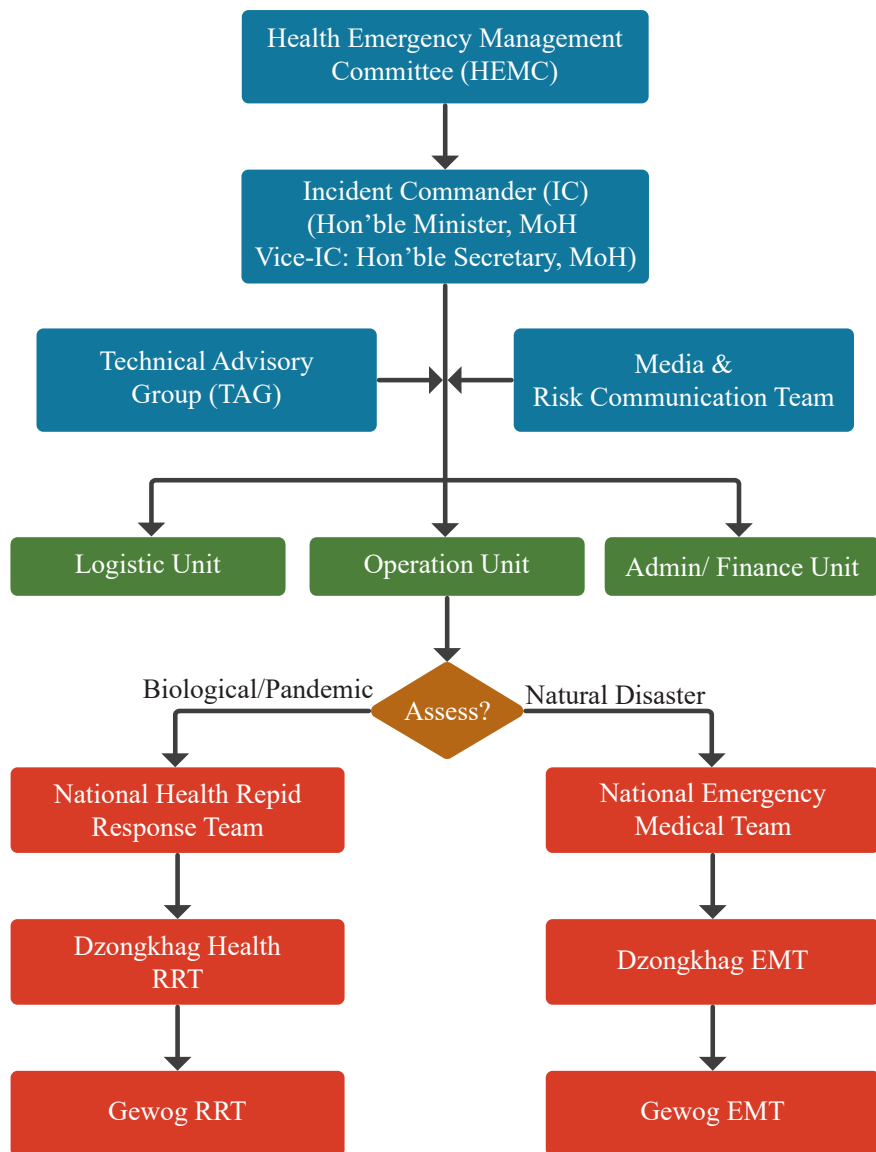 Health Emergency Management
Committee (HEMC)
Incident Commander (IC)
(Hon’ble Minister, MoH
Vice-IC: Hon’ble Secretary, MoH)
Technical Advisory
Group (TAG)
Media &
Risk Communication Team
Logistic Unit
Operation Unit
Admin/ Finance Unit
Biological/Pandemic
Assess?
Natural Disaster
National Health Repid
Response Team
National Emergency
Medical Team
Dzongkhag Health
RRT
Dzongkhag EMT
Gewog RRT
Gewog EMT